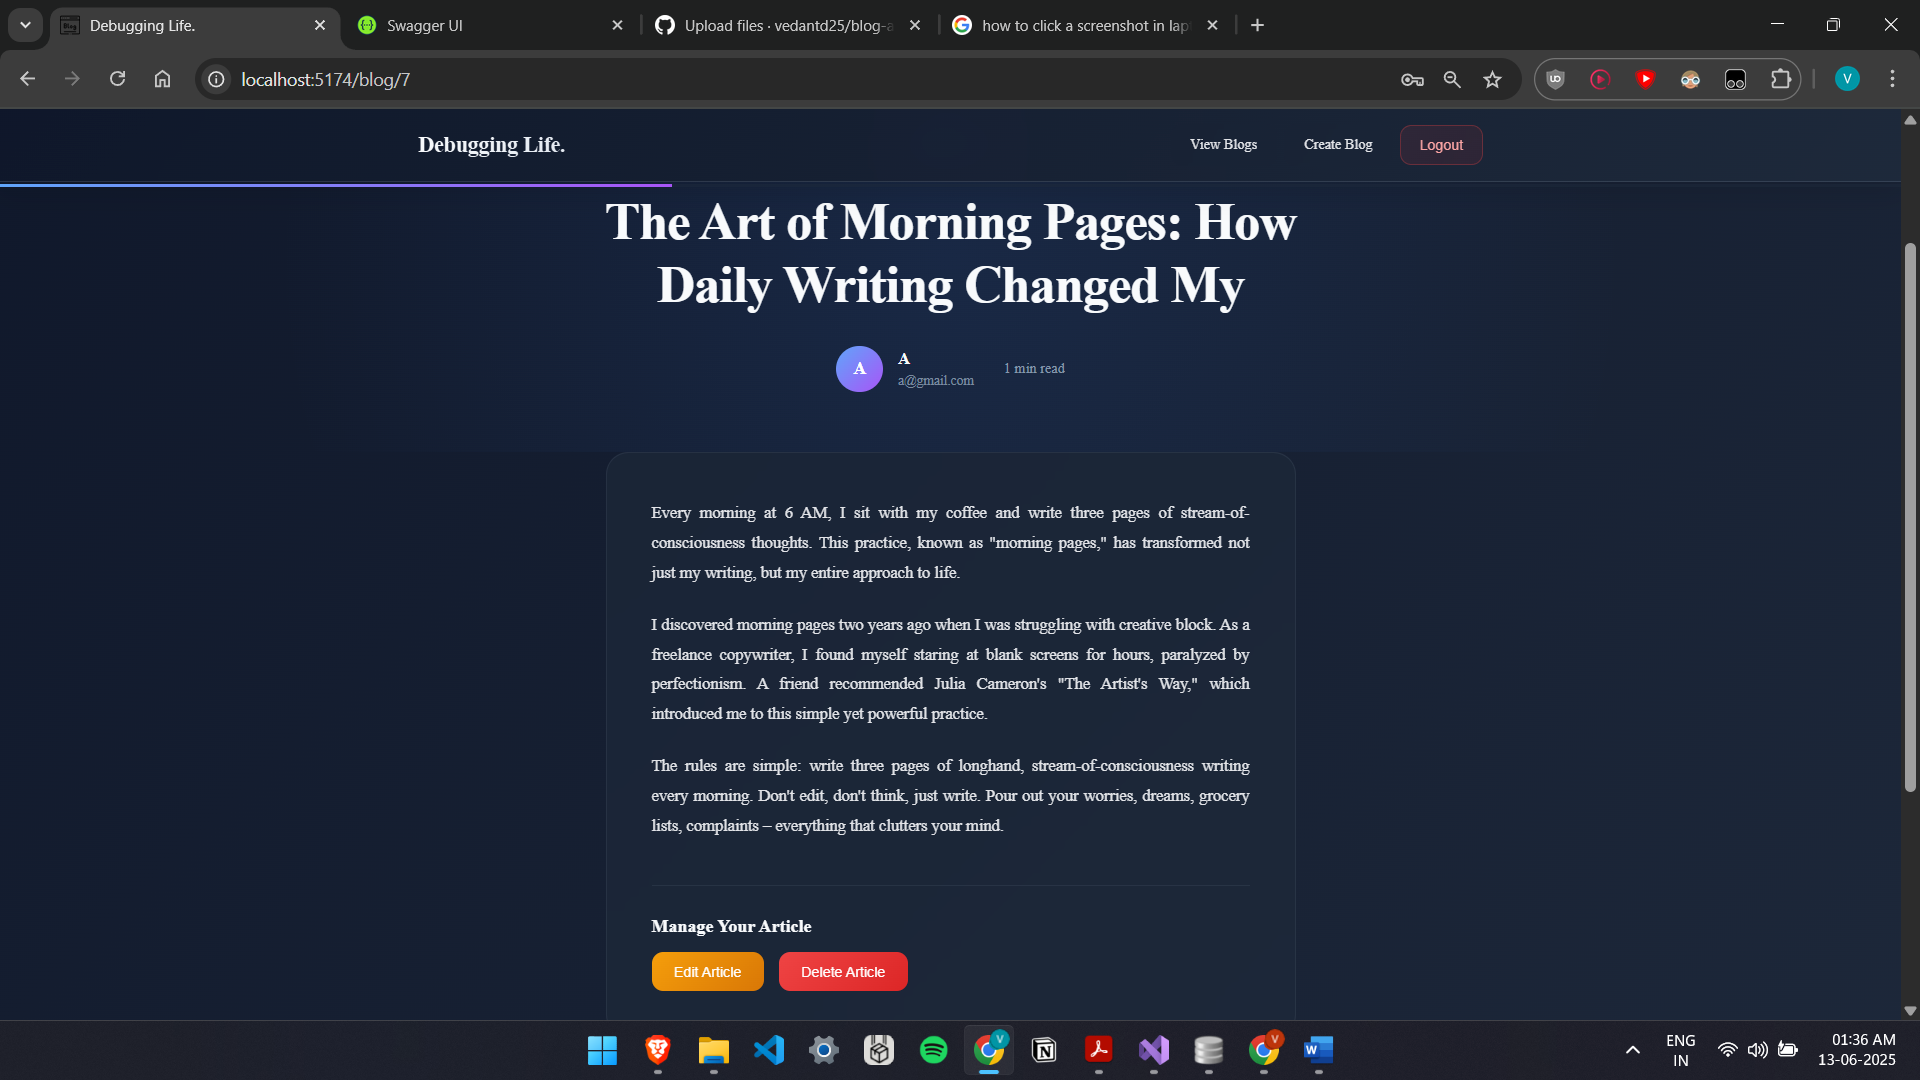 Debugging Life.
Swagger UI
Upload files · vedantd25/blog-a
how to click a screenshot in lap
localhost:5174/blog/7
V
Debugging Life.
View Blogs
Create Blog
Logout
The Art of Morning Pages: How
Daily Writing Changed My
A
A
a@gmail.com
1 min read
Every morning at 6 AM, I sit with my coffee and write three pages of stream-of-
consciousness thoughts. This practice, known as "morning pages," has transformed not
just my writing, but my entire approach to life.
I discovered morning pages two years ago when I was struggling with creative block. As a
freelance copywriter, I found myself staring at blank screens for hours, paralyzed by
perfectionism. A friend recommended Julia Cameron's "The Artist's Way," which
introduced me to this simple yet powerful practice.
The rules are simple: write three pages of longhand, stream-of-consciousness writing
every morning. Don't edit, don't think, just write. Pour out your worries, dreams, grocery
lists, complaints – everything that clutters your mind.
Manage Your Article
Edit Article
Delete Article
V
V
ENG
IN
01:36 AM
13-06-2025